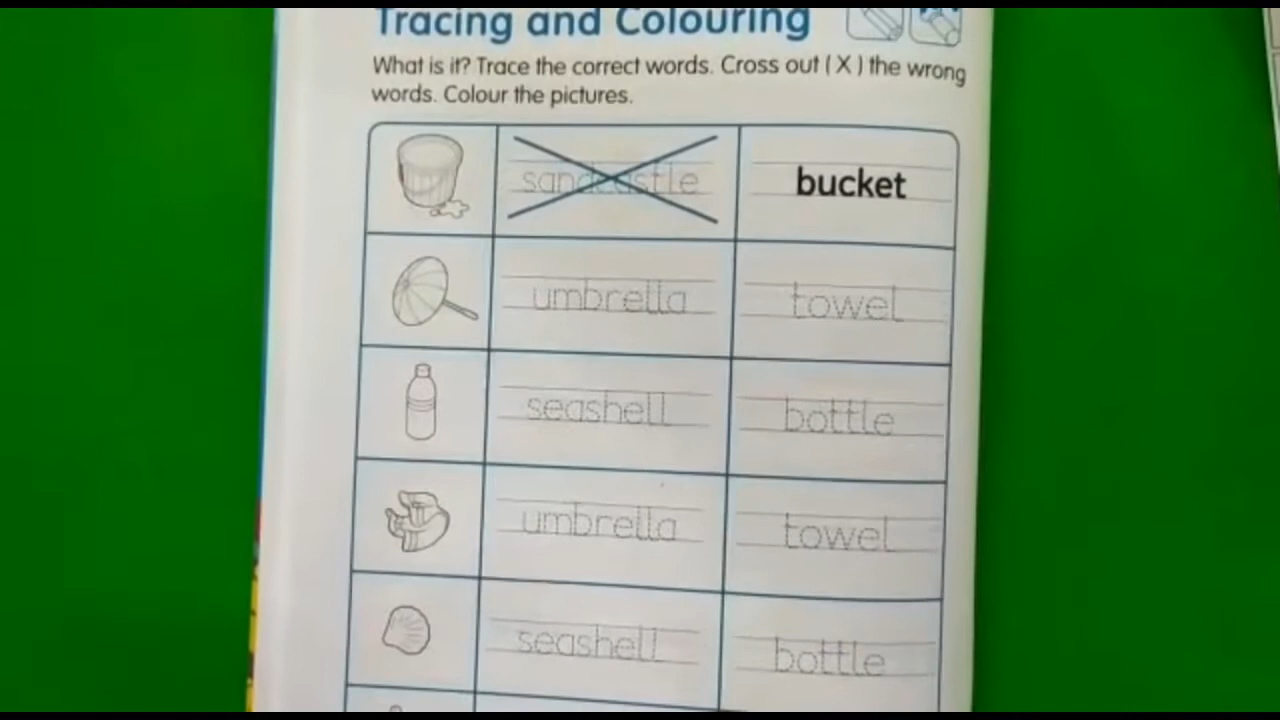 Tracing and Colouring
What is it? Trace the correct words. Cross out ( X ) the wrong
words. Colour the pictures.
sandcastle bucket
umbrella towel
seashell bottle
umbrella towel
seashell bottle